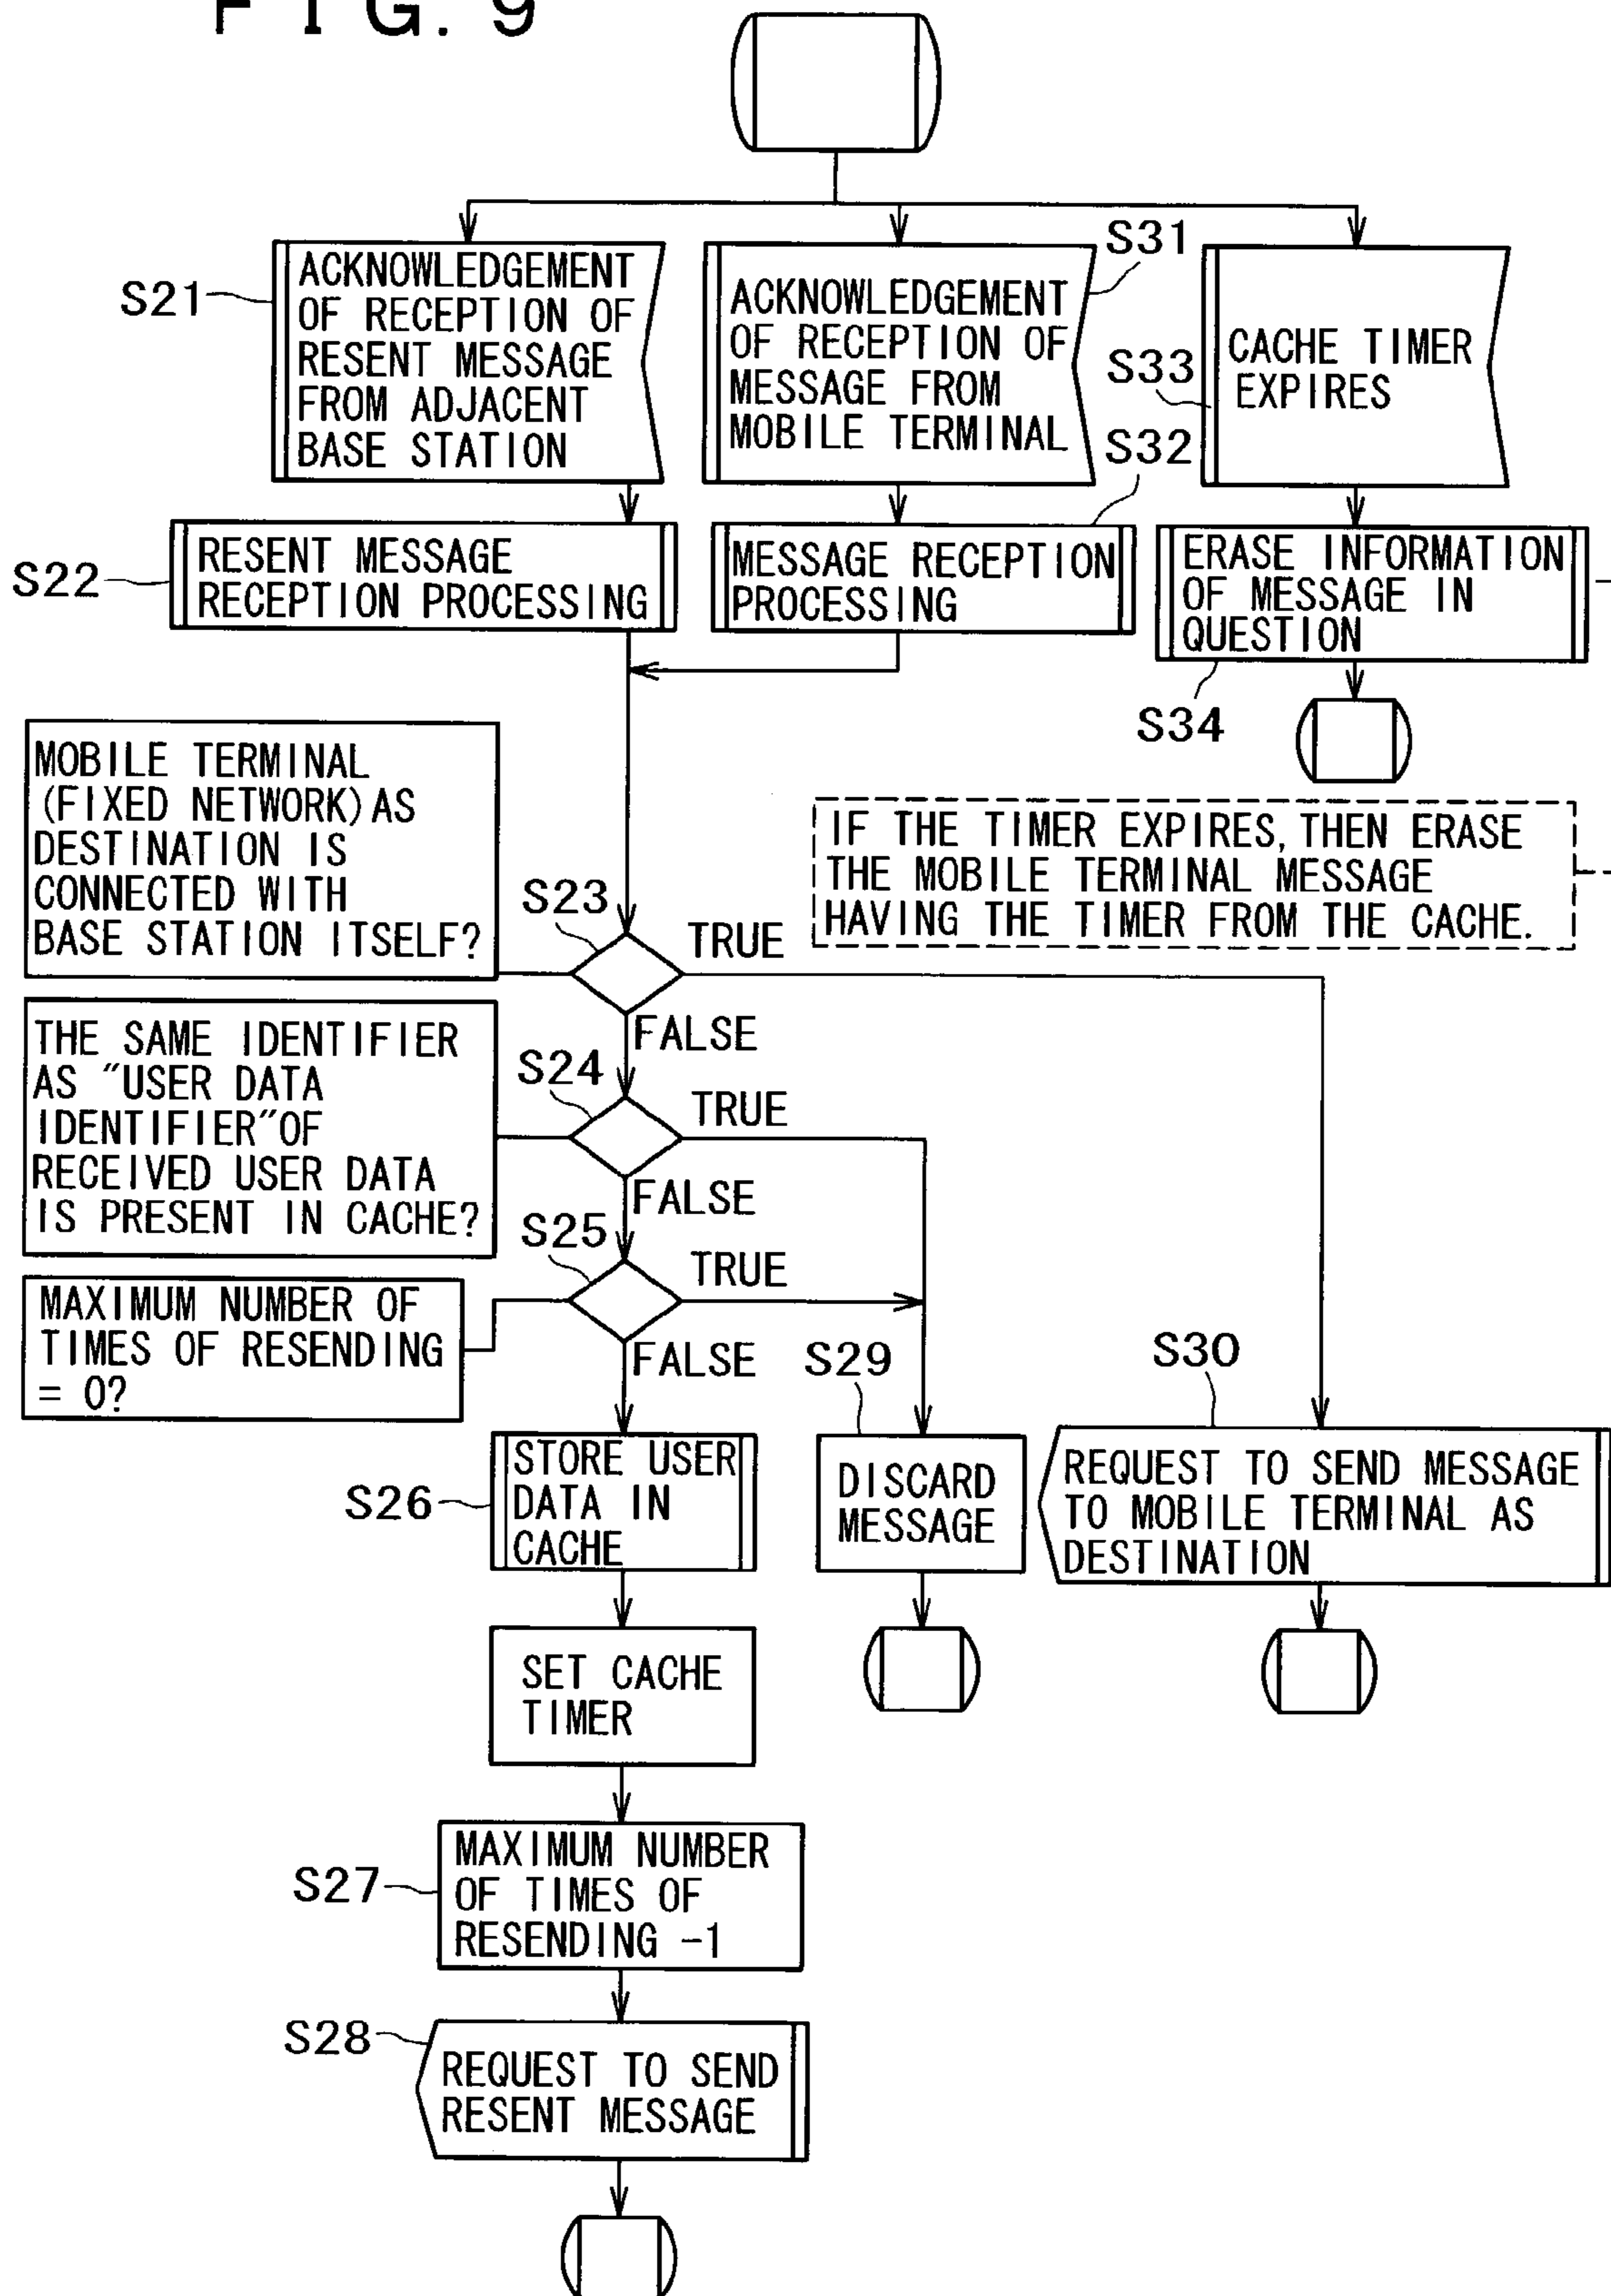 FIG. 9
S21
ACKNOWLEDGEMENT
OF RECEPTION OF
RESENT MESSAGE
FROM ADJACENT
BASE STATION
S31
ACKNOWLEDGEMENT
OF RECEPTION OF
MESSAGE FROM
MOBILE TERMINAL
S33
CACHE TIMER
EXPIRES
S22
RESENT MESSAGE
RECEPTION PROCESSING
S32
MESSAGE RECEPTION
PROCESSING
ERASE INFORMATION
OF MESSAGE IN
QUESTION
S34
MOBILE TERMINAL
(FIXED NETWORK) AS
DESTINATION IS
CONNECTED WITH
BASE STATION ITSELF?
IF THE TIMER EXPIRES, THEN ERASE
THE MOBILE TERMINAL MESSAGE
HAVING THE TIMER FROM THE CACHE.
S23
TRUE
FALSE
THE SAME IDENTIFIER
AS "USER DATA
IDENTIFIER" OF
RECEIVED USER DATA
IS PRESENT IN CACHE?
S24
TRUE
FALSE
S25
TRUE
FALSE
MAXIMUM NUMBER OF
TIMES OF RESENDING
= 0?
S26
STORE USER
DATA IN
CACHE
S29
DISCARD
MESSAGE
S30
REQUEST TO SEND MESSAGE
TO MOBILE TERMINAL AS
DESTINATION
SET CACHE
TIMER
S27
MAXIMUM NUMBER
OF TIMES OF
RESENDING -1
S28
REQUEST TO SEND
RESENT MESSAGE